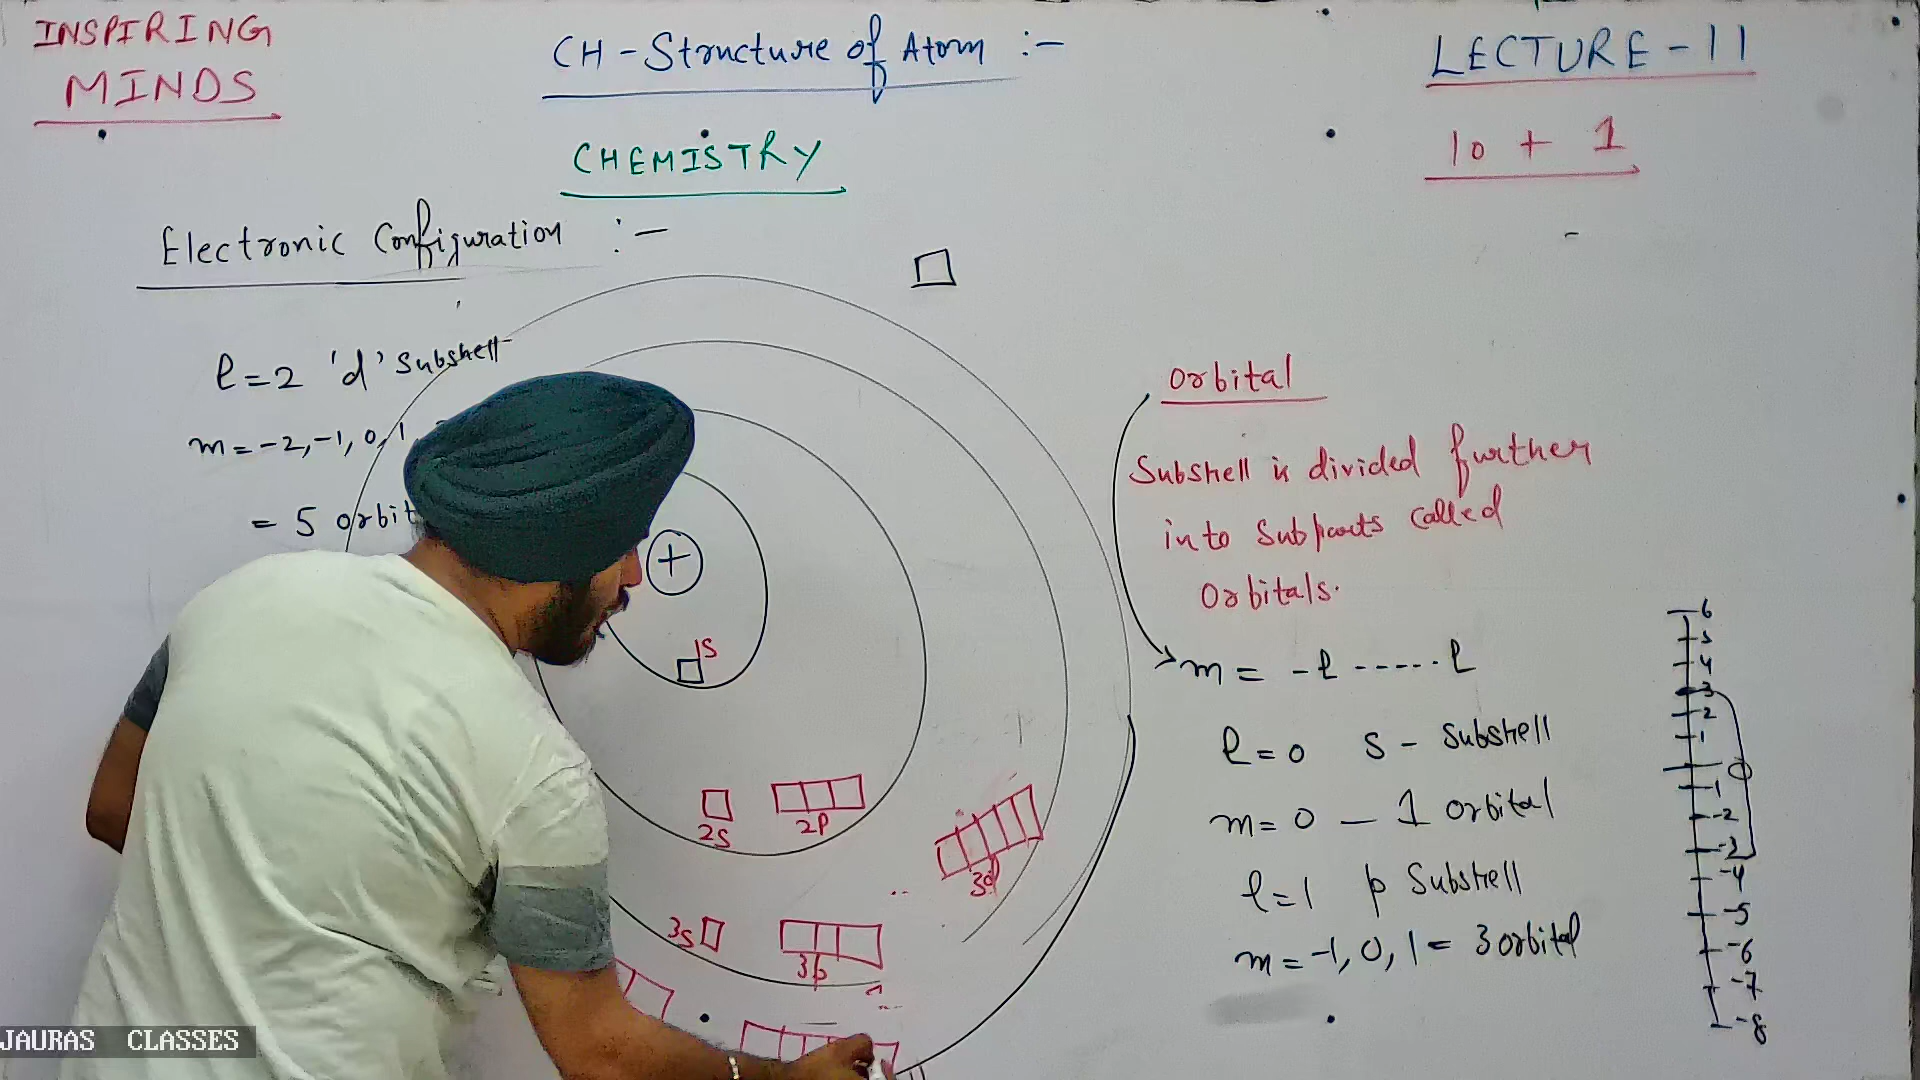 INSPIRING
MINDS
CH - Structure of Atom :-
LECTURE - 11
10 + 1
CHEMISTRY
Electronic Configuration :-
l = 2 'd' Subshell
m = -2, -1, 0, 1,
= 5 orbit
+
1s
2s
2p
3s
3p
3d
Orbital
Subshell is divided further
into Subparts called
Orbitals.
m = -l ----- l
l = 0 s - Subshell
m = 0 - 1 orbital
l = 1 p Subshell
m = -1, 0, 1 = 3 orbital
6
5
4
3
2
1
0
-1
-2
-3
-4
-5
-6
-7
-8
JAURAS CLASSES